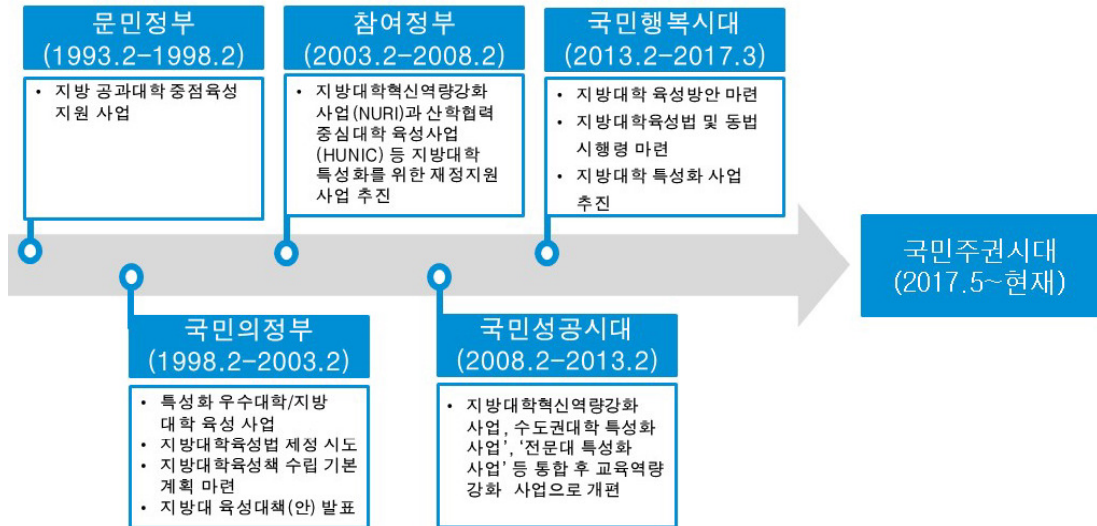 문민정부
(1993.2-1998.2)
• 지방 공과대학 중점육성
지원 사업
참여정부
(2003.2-2008.2)
• 지방대학혁신역량강화
사업(NURI)과 산학협력
중심대학 육성사업
(HUNIC) 등 지방대학
특성화를 위한 재정지원
사업 추진
국민행복시대
(2013.2-2017.3)
• 지방대학 육성방안 마련
• 지방대학육성법 및 동법
시행령 마련
• 지방대학 특성화 사업
추진
국민주권시대
(2017.5~현재)
국민의정부
(1998.2-2003.2)
• 특성화 우수대학/지방
대학 육성 사업
• 지방대학육성법 제정 시도
• 지방대학육성책 수립 기본
계획 마련
• 지방대 육성대책(안) 발표
국민성공시대
(2008.2-2013.2)
• 지방대학혁신역량강화
사업, 수도권대학 특성화
사업', '전문대 특성화
사업' 등 통합 후 교육역량
강화 사업으로 개편